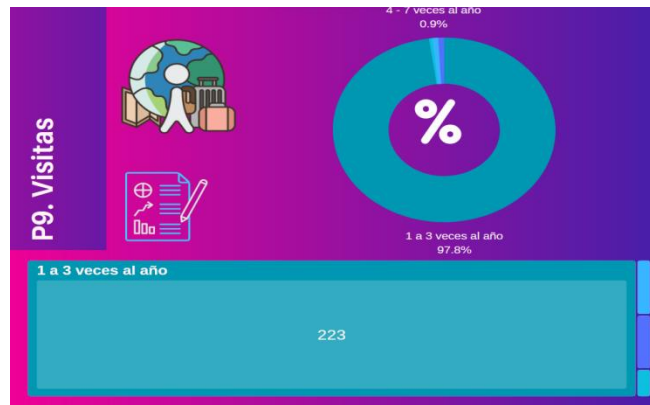 P9. Visitas
4 - 7 veces al año
0.9%
%
1 a 3 veces al año
97.8%
1 a 3 veces al año
223